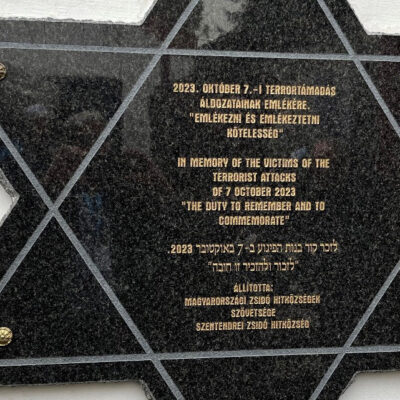 2023. OKTÓBER 7.-I TERRORTÁMADÁS
ÁLDOZATAINAK EMLÉKÉRE.
"EMLÉKEZNI ÉS EMLÉKEZTETNI
KÖTELESSÉG"
IN MEMORY OF THE VICTIMS OF THE
TERRORIST ATTACKS
OF 7 OCTOBER 2023
"THE DUTY TO REMEMBER AND TO
COMMEMORATE"
לזכר קור בנות הפיגוע ב-7 באוקטובר 2023.
"לזכור ולהזכיר זו חובה"
ÁLLÍTOTTA:
MAGYARORSZÁGI ZSIDÓ HITKÖZSÉGEK
SZÖVETSÉGE
SZENTENDREI ZSIDÓ HITKÖZSÉG